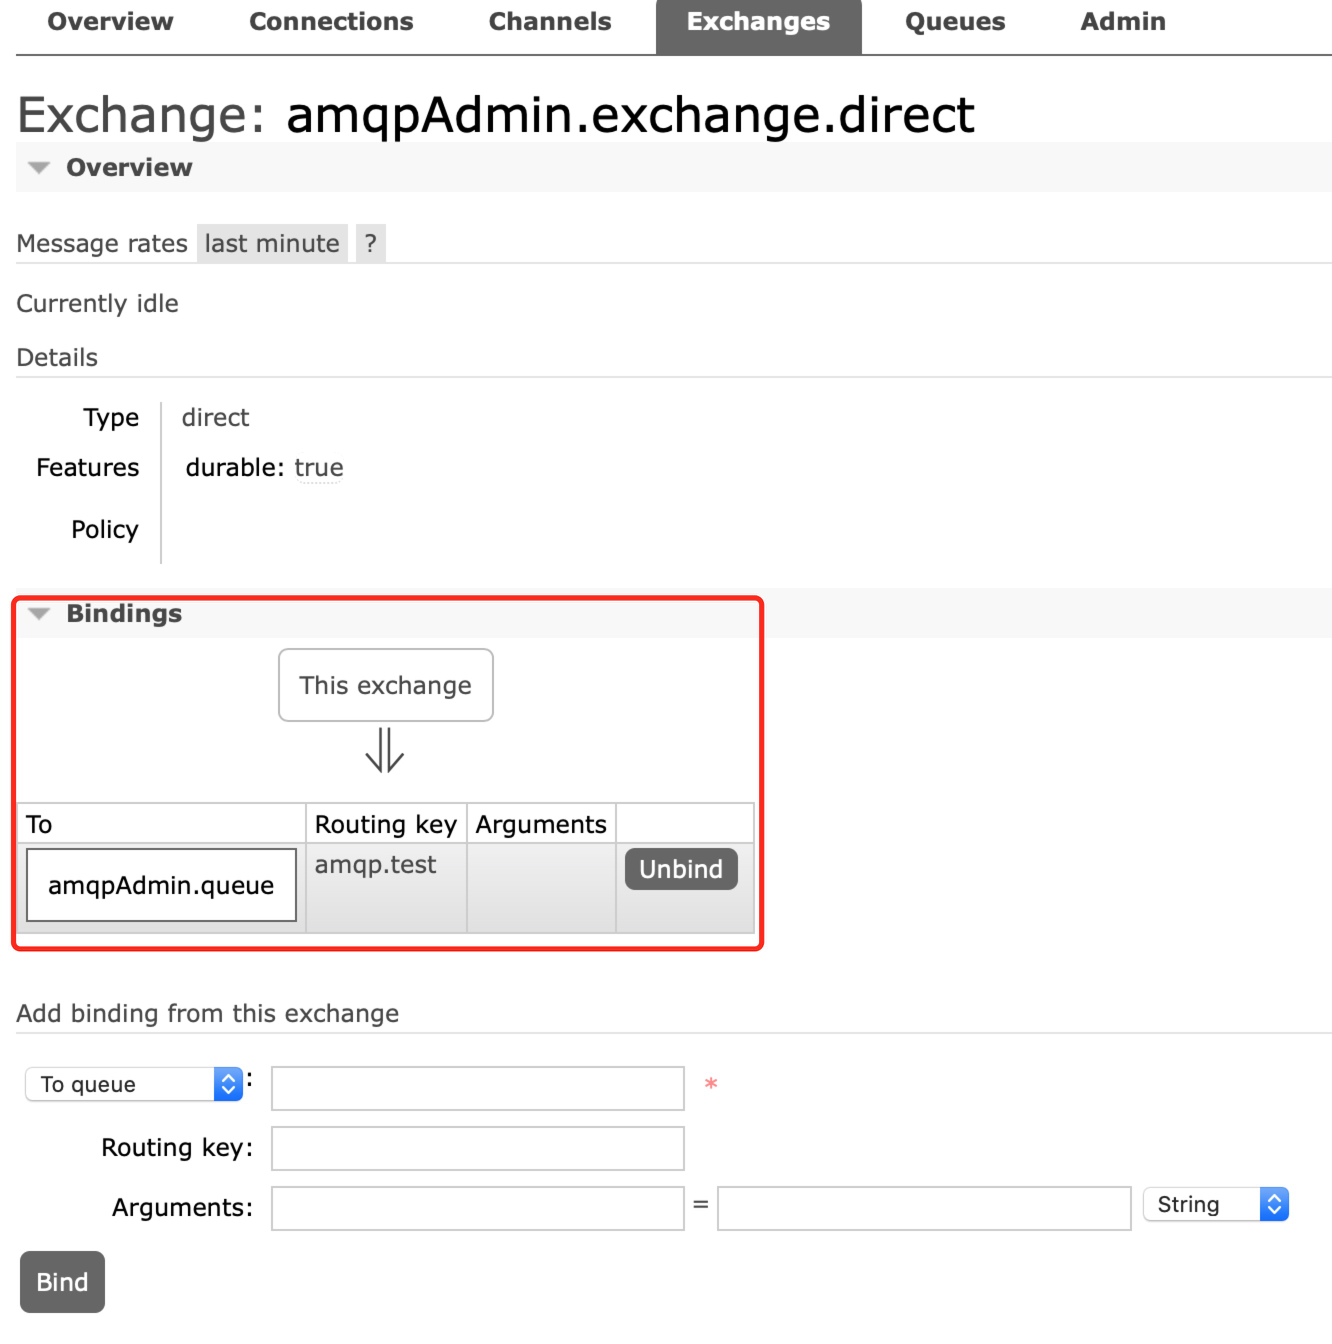 Overview Connections Channels Exchanges Queues Admin
Exchange: amqpAdmin.exchange.direct
Overview
Message rates last minute ?
Currently idle
Details
Type direct
Features durable: true
Policy
Bindings
This exchange
⇓
To Routing key Arguments
amqpAdmin.queue amqp.test Unbind
Add binding from this exchange
To queue : *
Routing key:
Arguments: = String
Bind